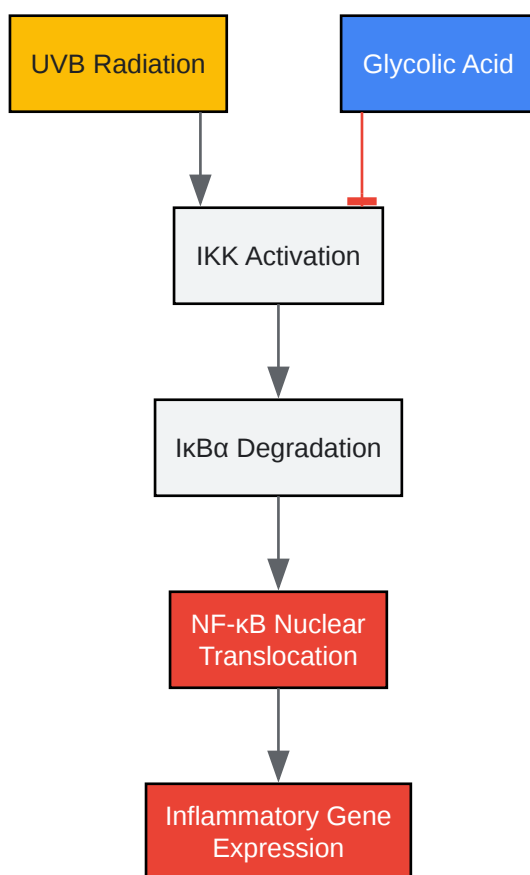 UVB Radiation
Glycolic Acid
IKK Activation
IκBα Degradation
NF-κB Nuclear
Translocation
Inflammatory Gene
Expression